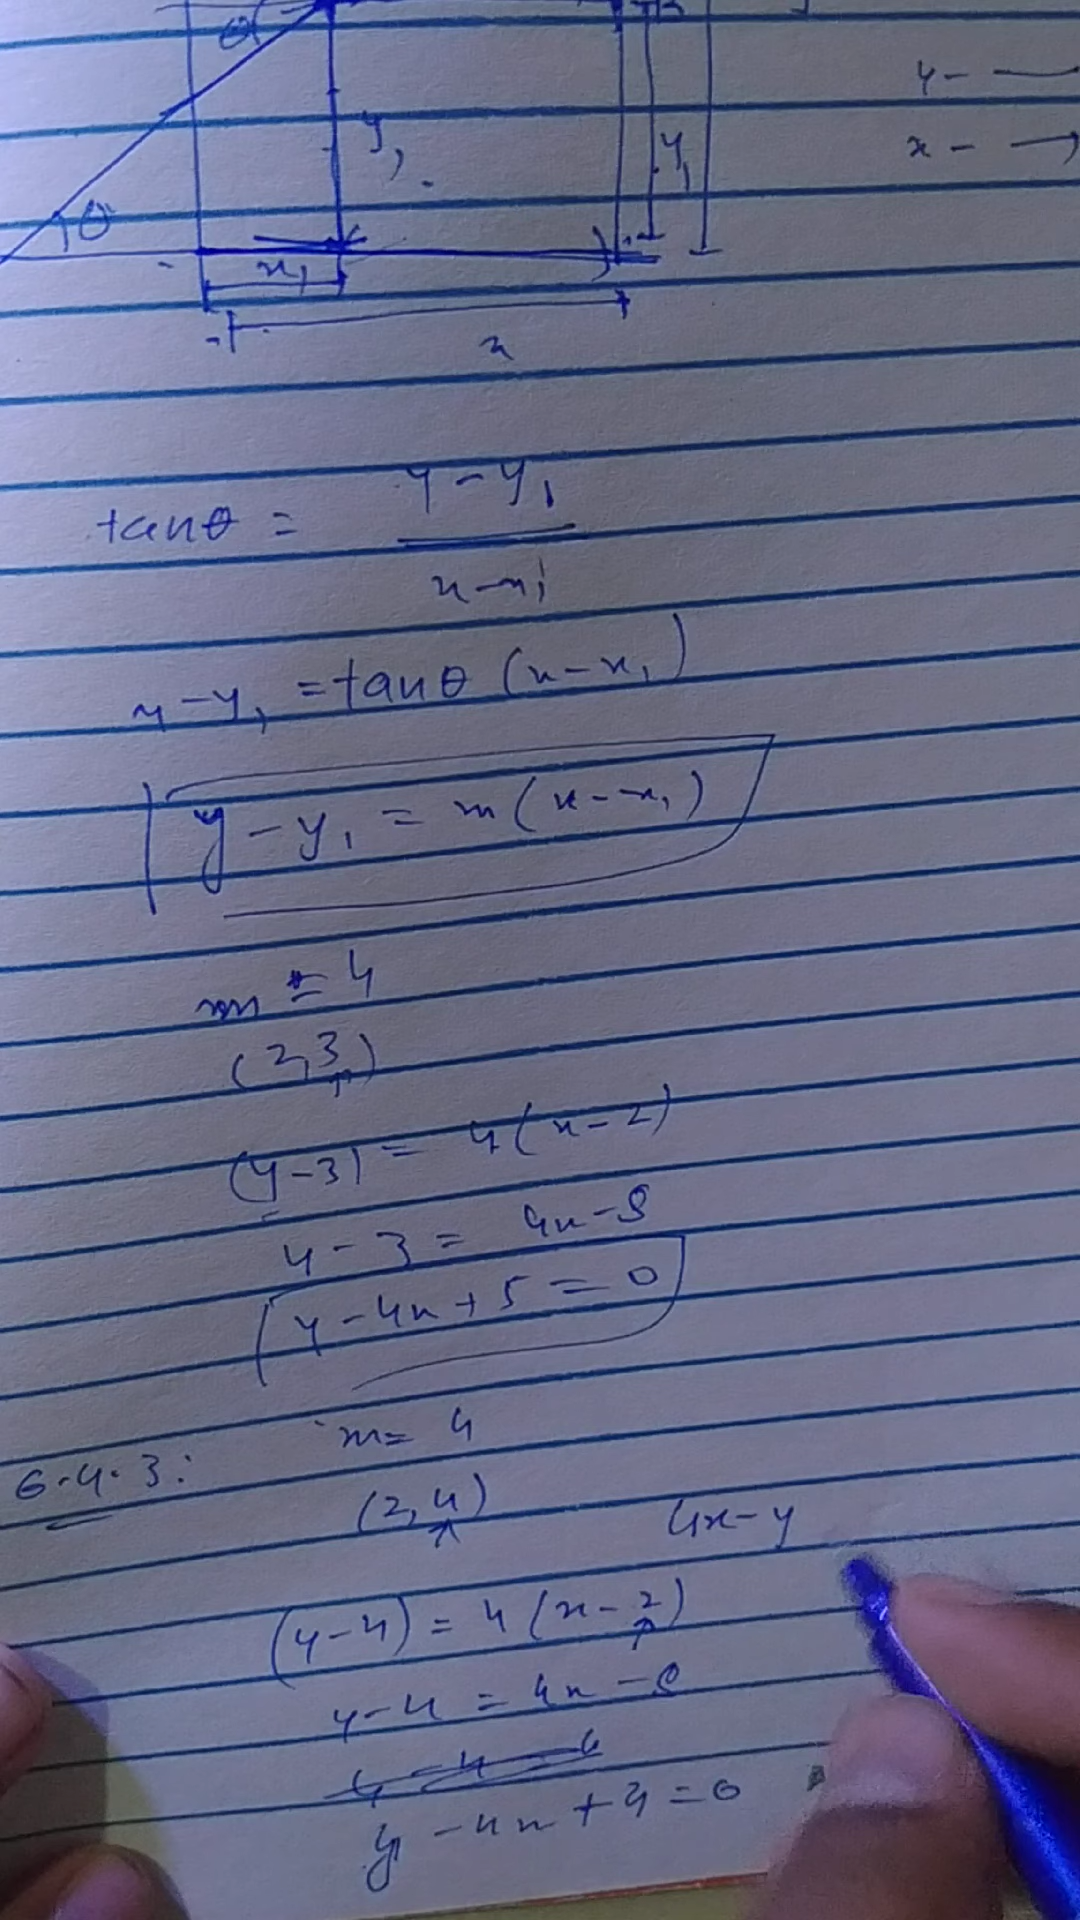 θ
y -
y₁
y₁
x - →
θ
x₁
x
tanθ = y - y₁ / x - x₁
y - y₁ = tanθ (x - x₁)
y - y₁ = m(x - x₁)
m = 4
(2,3)
(y-3) = 4(x-2)
y - 3 = 4x - 8
y - 4x + 5 = 0
6.4.3:
m = 4
(2,4)
4x - y
(y-4) = 4(x-2)
y - 4 = 4x - 8
y - 4x + 4 = 0